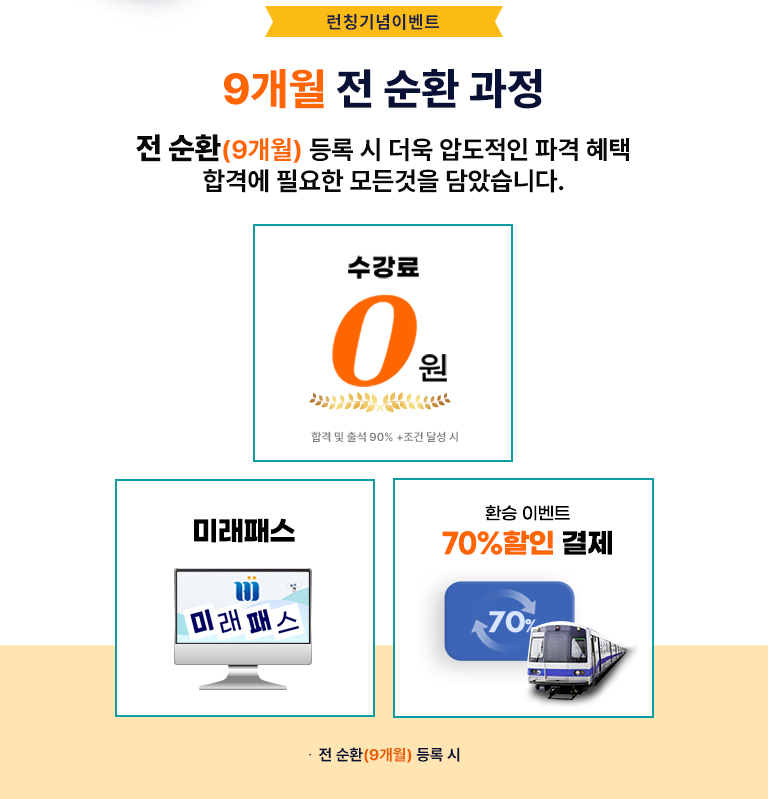 런칭기념이벤트
9개월 전 순환 과정
전 순환(9개월) 등록 시 더욱 압도적인 파격 혜택
합격에 필요한 모든것을 담았습니다.
수강료
0원
합격 및 출석 90% +조건 달성 시
미래패스
미래패스
환승 이벤트
70%할인 결제
70%
· 전 순환(9개월) 등록 시